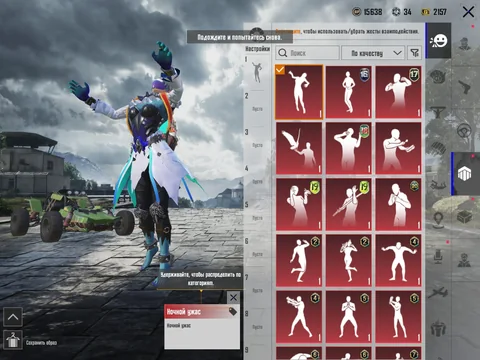 15638
34
2157
Подождите и попытайтесь снова.
, чтобы использовать/убрать жесты взаимодействия.
Настройки
Поиск
По качеству
1
2
Пусто
3
Пусто
4
Пусто
5
Пусто
6
Пусто
7
Пусто
8
Удерживайте, чтобы распределить по
категориям.
Ночной ужас
Ночной ужас
2
Сохранить образ